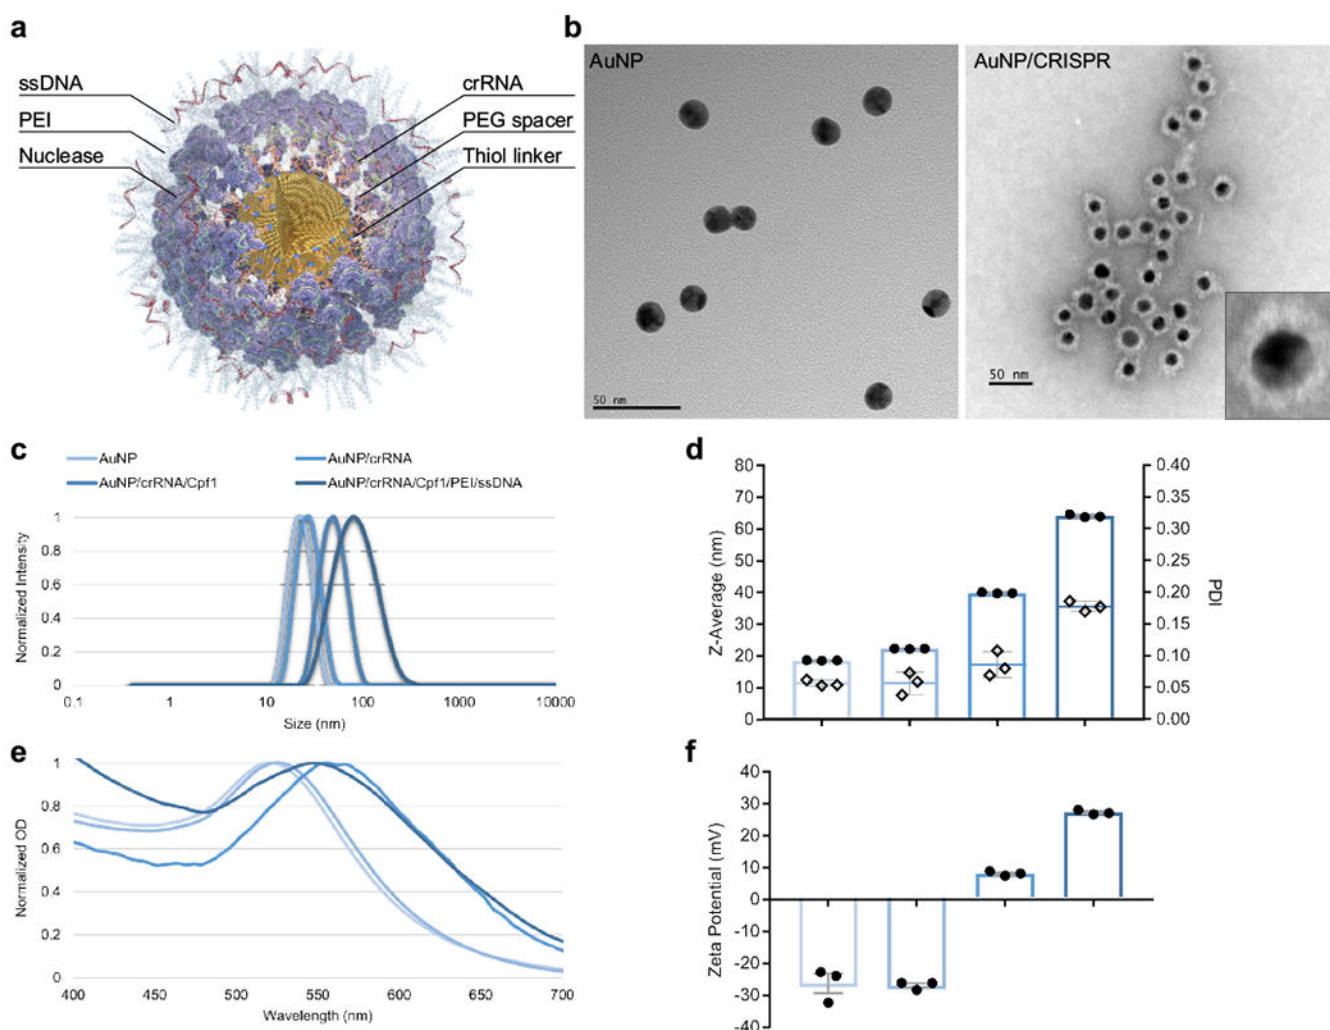 a
ssDNA
PEI
Nuclease
crRNA
PEG spacer
Thiol linker
b
AuNP
50 nm
AuNP/CRISPR
50 nm
c
AuNP
AuNP/crRNA
AuNP/crRNA/Cpf1
AuNP/crRNA/Cpf1/PEI/ssDNA
Normalized Intensity
1
0.8
0.6
0.4
0.2
0
0.1
1
10
100
1000
10000
Size (nm)
d
Z-Average (nm)
80
70
60
50
40
30
20
10
0
0.40
0.35
0.30
0.25
0.20
0.15
0.10
0.05
0.00
PDI
e
Normalized OD
1
0.8
0.6
0.4
0.2
0
400
450
500
550
600
650
700
Wavelength (nm)
f
Zeta Potential (mV)
40
30
20
10
0
-10
-20
-30
-40